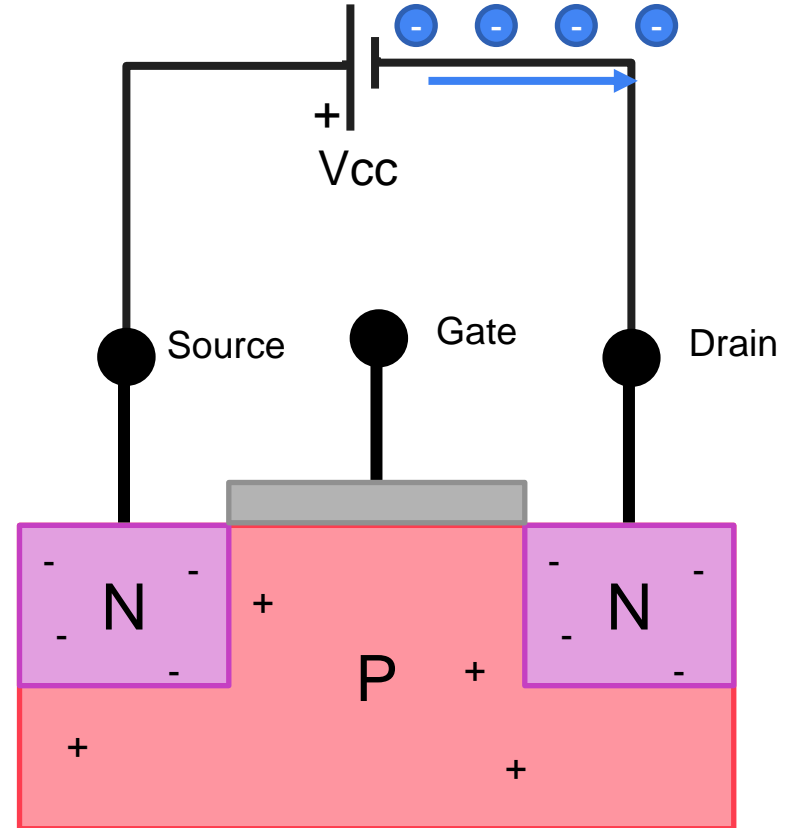 - - - -
+
Vcc
Source
Gate
Drain
- - - -
N
- -
+
- -
N
- -
P
+
+
+